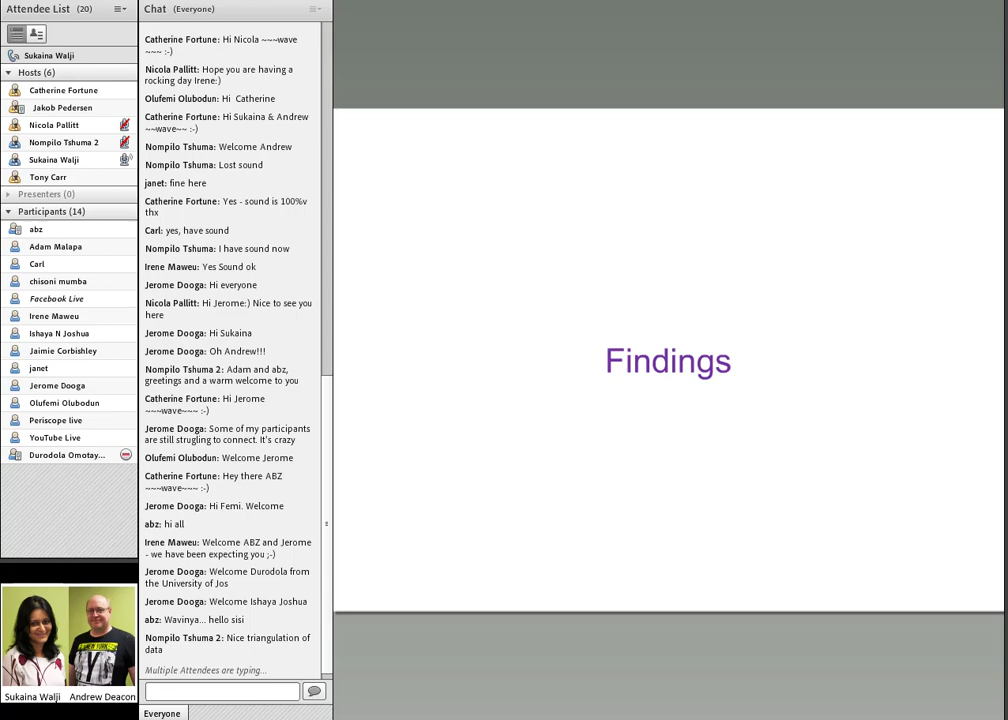 Attendee List (20)
Sukaina Walji
Hosts (6)
Catherine Fortune
Jakob Pedersen
Nicola Pallitt
Nompilo Tshuma 2
Sukaina Walji
Tony Carr
Presenters (0)
Participants (14)
abz
Adam Malapa
Carl
chisoni mumba
Facebook Live
Irene Maweu
Ishaya N Joshua
Jaimie Corbishley
janet
Jerome Dooga
Olufemi Olubodun
Periscope live
YouTube Live
Durodola Omotay...
Sukaina Walji Andrew Deacon
Chat (Everyone)
Catherine Fortune: Hi Nicola ~~~wave
~~~ :-)
Nicola Pallitt: Hope you are having a
rocking day Irene:)
Olufemi Olubodun: Hi Catherine
Catherine Fortune: Hi Sukaina & Andrew
~~wave~~ :-)
Nompilo Tshuma: Welcome Andrew
Nompilo Tshuma: Lost sound
janet: fine here
Catherine Fortune: Yes - sound is 100%v
thx
Carl: yes, have sound
Nompilo Tshuma: I have sound now
Irene Maweu: Yes Sound ok
Jerome Dooga: Hi everyone
Nicola Pallitt: Hi Jerome:) Nice to see you
here
Jerome Dooga: Hi Sukaina
Jerome Dooga: Oh Andrew!!!
Nompilo Tshuma 2: Adam and abz,
greetings and a warm welcome to you
Catherine Fortune: Hi Jerome
~~~wave~~~ :-)
Jerome Dooga: Some of my participants
are still strugling to connect. It's crazy
Olufemi Olubodun: Welcome Jerome
Catherine Fortune: Hey there ABZ
~~~wave~~~ :-)
Jerome Dooga: Hi Femi. Welcome
abz: hi all
Irene Maweu: Welcome ABZ and Jerome
- we have been expecting you ;-)
Jerome Dooga: Welcome Durodola from
the University of Jos
Jerome Dooga: Welcome Ishaya Joshua
abz: Wavinya... hello sisi
Nompilo Tshuma 2: Nice triangulation of
data
Multiple Attendees are typing...
Everyone
Findings